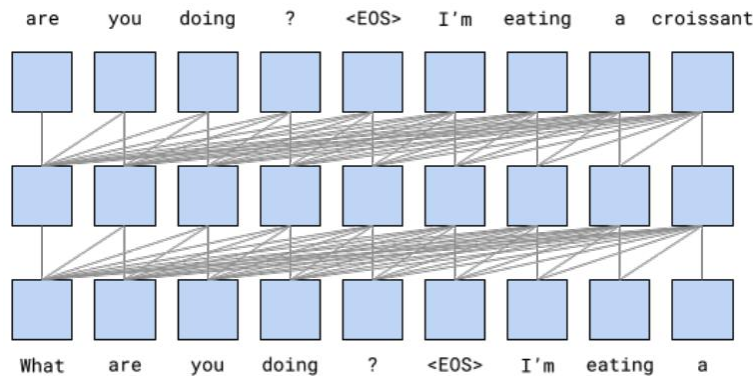 are you doing ? <EOS> I'm eating a croissant
What are you doing ? <EOS> I'm eating a